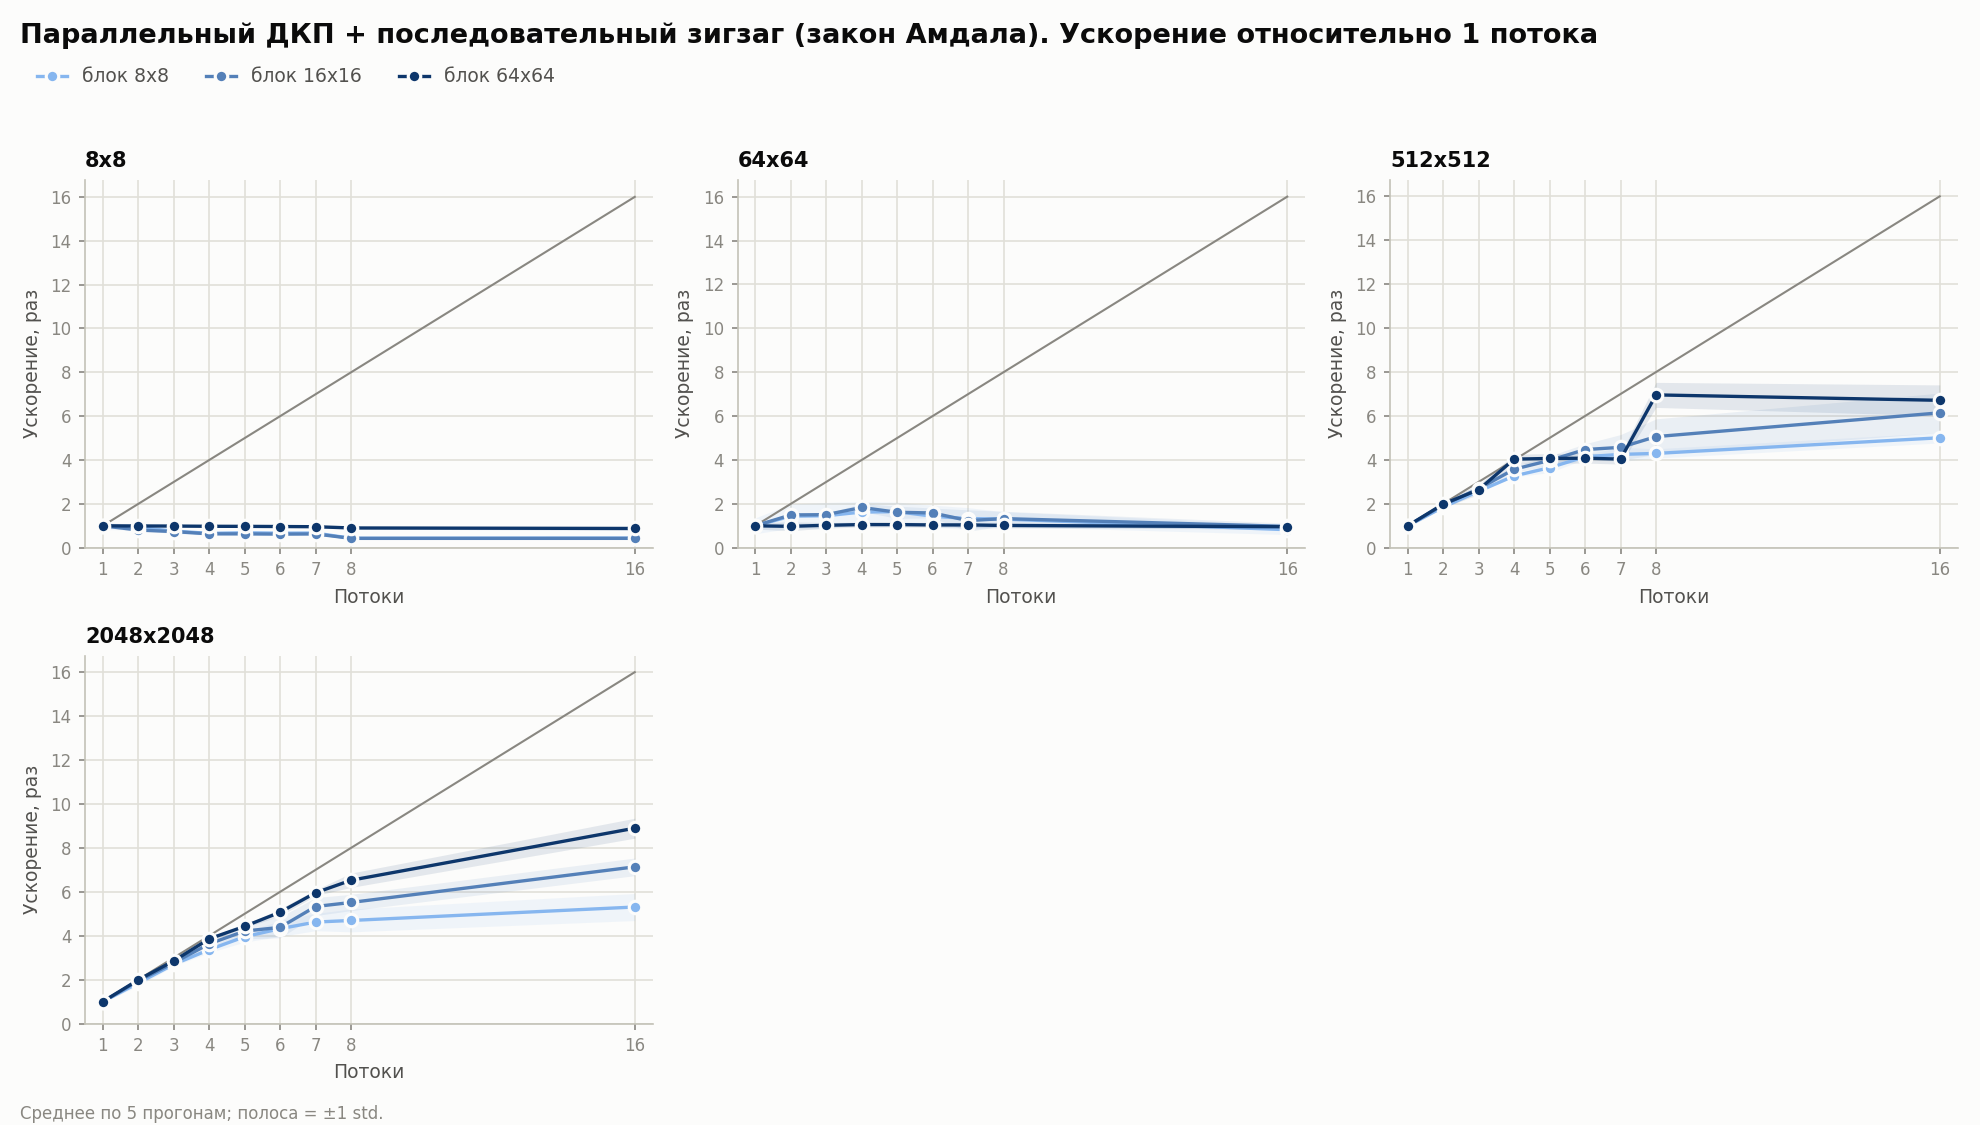 Параллельный ДКП + последовательный зигзаг (закон Амдала). Ускорение относительно 1 потока
блок 8x8 блок 16x16 блок 64x64
8x8
16
14
12
10
8
6
4
2
0
Ускорение, раз
1 2 3 4 5 6 7 8 16
Потоки
64x64
16
14
12
10
8
6
4
2
0
Ускорение, раз
1 2 3 4 5 6 7 8 16
Потоки
512x512
16
14
12
10
8
6
4
2
0
Ускорение, раз
1 2 3 4 5 6 7 8 16
Потоки
2048x2048
16
14
12
10
8
6
4
2
0
Ускорение, раз
1 2 3 4 5 6 7 8 16
Потоки
Среднее по 5 прогонам; полоса = ±1 std.